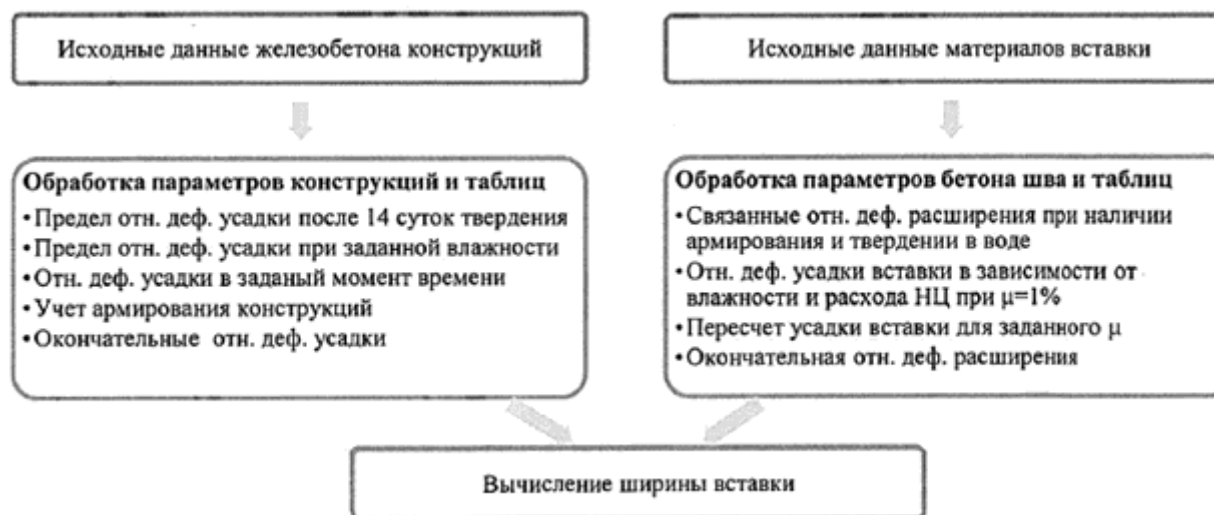 Исходные данные железобетона конструкций
Исходные данные материалов вставки
Обработка параметров конструкций и таблиц
•Предел отн. деф. усадки после 14 суток твердения
•Предел отн. деф. усадки при заданной влажности
•Отн. деф. усадки в заданый момент времени
•Учет армирования конструкций
•Окончательные отн. деф. усадки
Обработка параметров бетона шва и таблиц
•Связанные отн. деф. расширения при наличии
армирования и твердении в воде
•Отн. деф. усадки вставки в зависимости от
влажности и расхода НЦ при μ=1%
•Пересчет усадки вставки для заданного μ
•Окончательная отн. деф. расширения
Вычисление ширины вставки